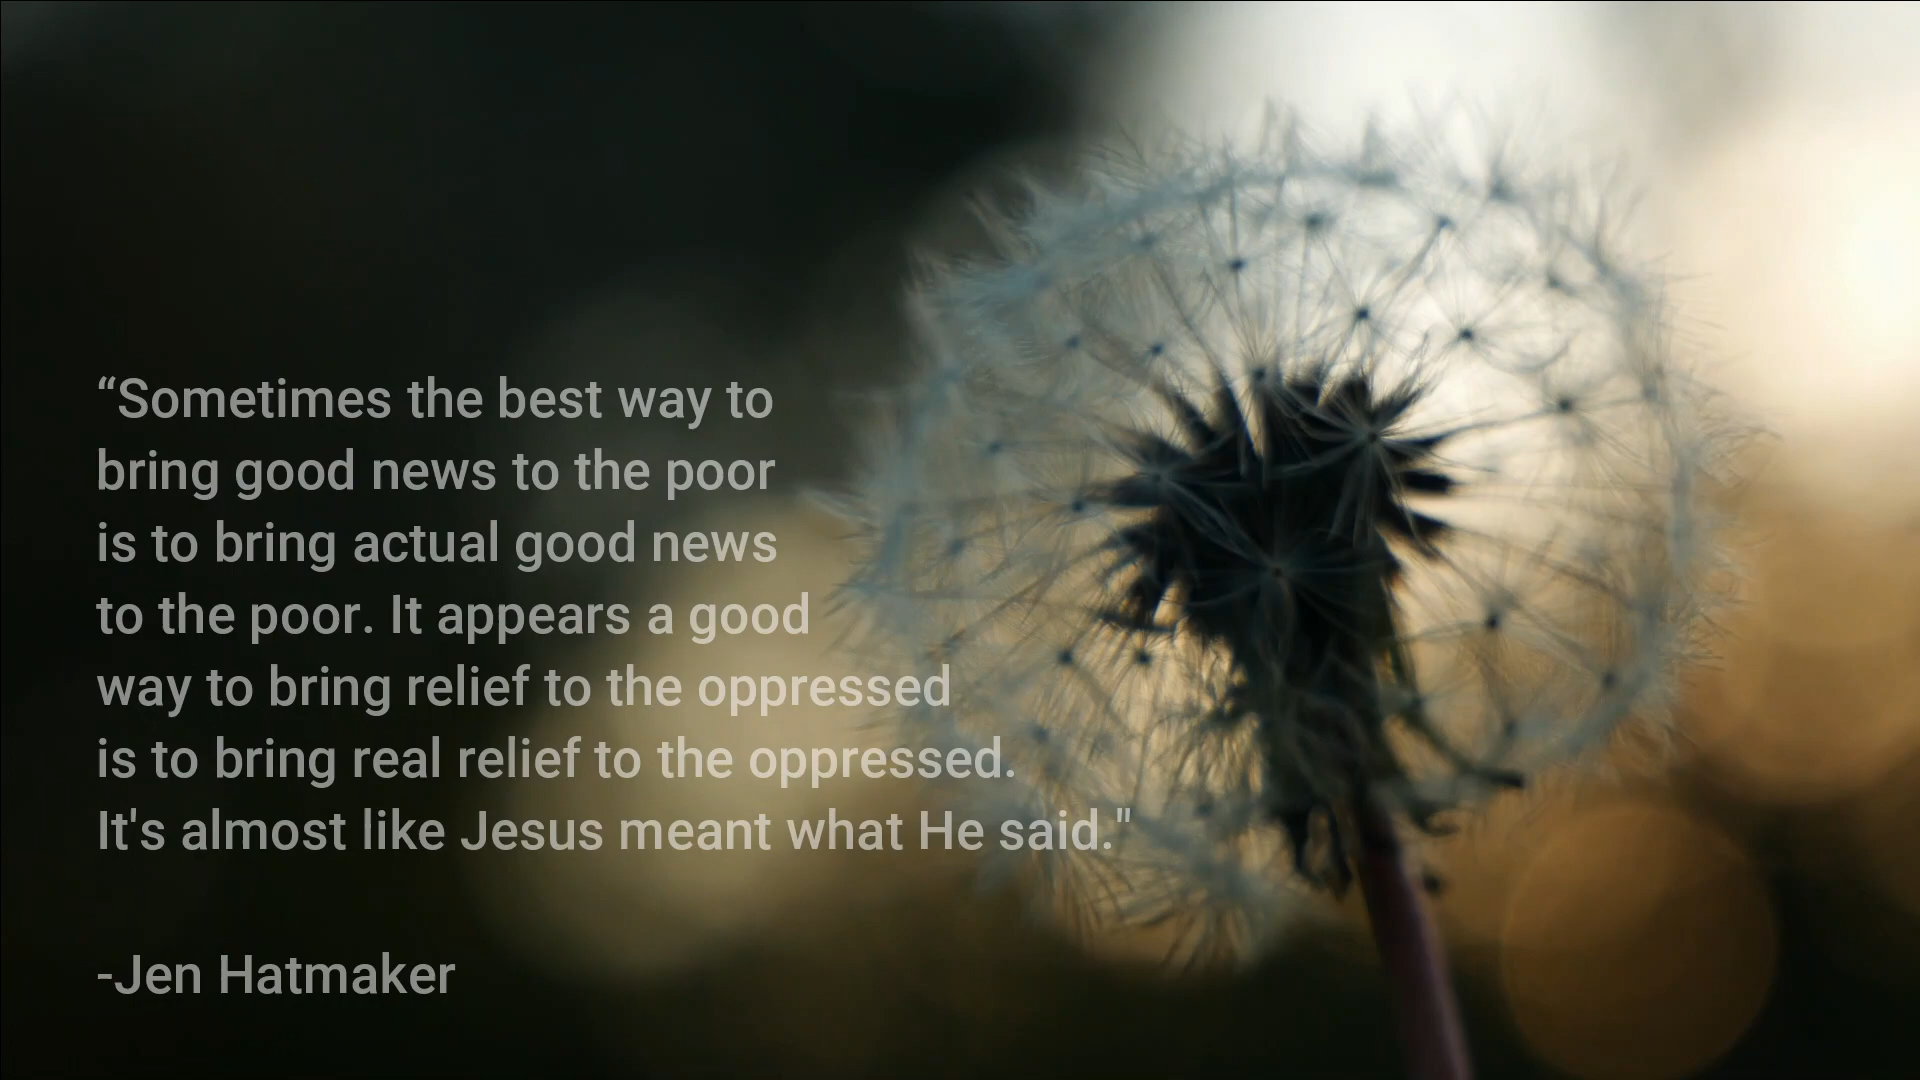 “Sometimes the best way to
bring good news to the poor
is to bring actual good news
to the poor. It appears a good
way to bring relief to the oppressed
is to bring real relief to the oppressed.
It's almost like Jesus meant what He said."
-Jen Hatmaker